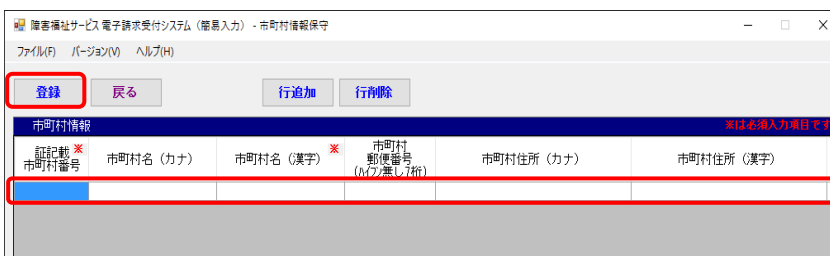 障害福祉サービス 電子請求受付システム（簡易入力） - 市町村情報保守
ファイル(F) バージョン(V) ヘルプ(H)
登録 戻る 行追加 行削除
市町村情報 ※は必須入力項目です
証記載 ※
市町村番号
市町村名（カナ）
市町村名（漢字） ※
市町村
郵便番号
(ﾊｲﾌﾝ無し7桁)
市町村住所（カナ）
市町村住所（漢字）